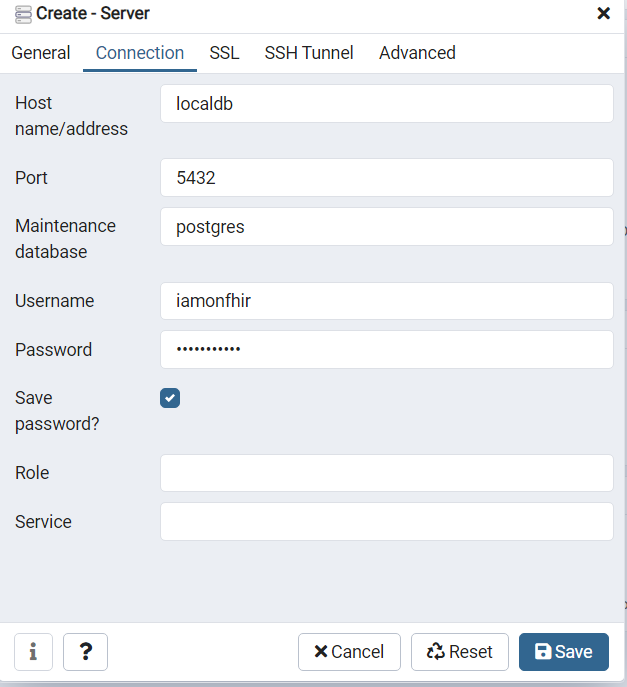 Create - Server
General Connection SSL SSH Tunnel Advanced
Host name/address localdb
Port 5432
Maintenance database postgres
Username iamonfhir
Password •••••••••••
Save password?
Role
Service
i ? Cancel Reset Save